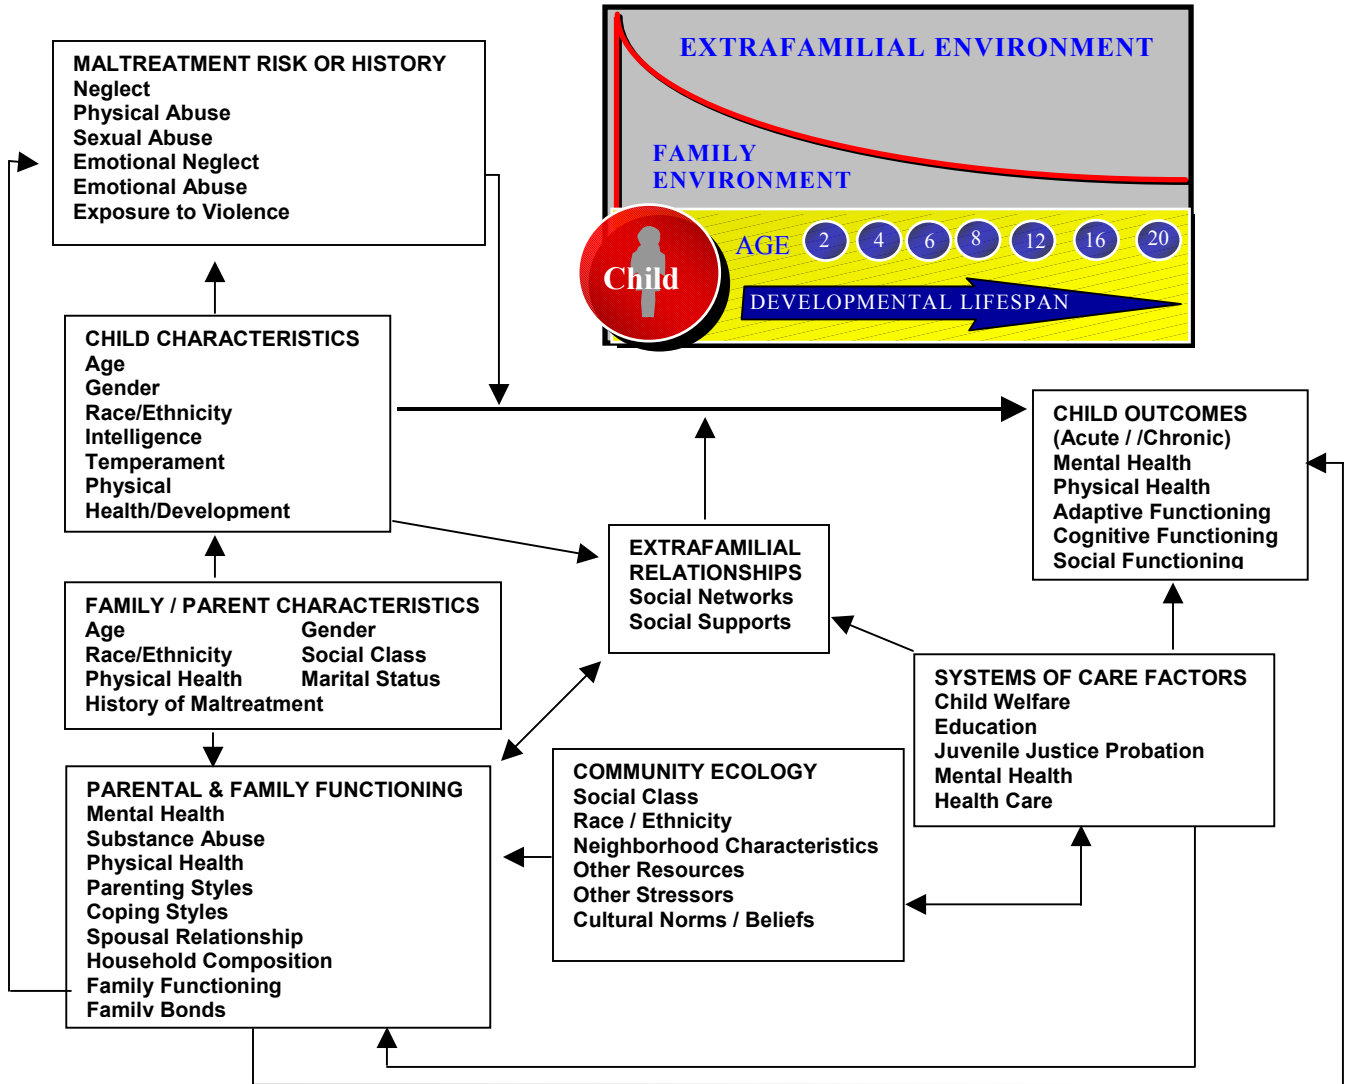 MALTREATMENT RISK OR HISTORY
Neglect
Physical Abuse
Sexual Abuse
Emotional Neglect
Emotional Abuse
Exposure to Violence
EXTRAFAMILIAL ENVIRONMENT
FAMILY
ENVIRONMENT
Child
AGE 2 4 6 8 12 16 20
DEVELOPMENTAL LIFESPAN
CHILD CHARACTERISTICS
Age
Gender
Race/Ethnicity
Intelligence
Temperament
Physical
Health/Development
CHILD OUTCOMES
(Acute / /Chronic)
Mental Health
Physical Health
Adaptive Functioning
Cognitive Functioning
Social Functioning
EXTRAFAMILIAL
RELATIONSHIPS
Social Networks
Social Supports
FAMILY / PARENT CHARACTERISTICS
Age Gender
Race/Ethnicity Social Class
Physical Health Marital Status
History of Maltreatment
SYSTEMS OF CARE FACTORS
Child Welfare
Education
Juvenile Justice Probation
Mental Health
Health Care
PARENTAL & FAMILY FUNCTIONING
Mental Health
Substance Abuse
Physical Health
Parenting Styles
Coping Styles
Spousal Relationship
Household Composition
Family Functioning
Family Bonds
COMMUNITY ECOLOGY
Social Class
Race / Ethnicity
Neighborhood Characteristics
Other Resources
Other Stressors
Cultural Norms / Beliefs